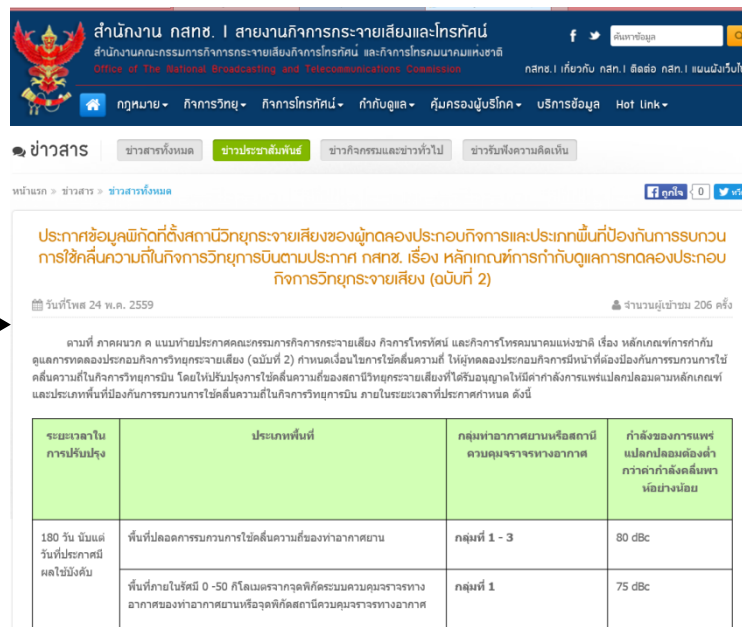 สำนักงาน กสทช. I สายงานกิจการกระจายเสียงและโทรทัศน์
สำนักงานคณะกรรมการกิจการกระจายเสียงกิจการโทรทัศน์ และกิจการโทรคมนาคมแห่งชาติ
Office of The National Broadcasting and Telecommunications Commission
ค้นหาข้อมูล
กสทช.I เกี่ยวกับ กสท.I ติดต่อ กสท.I แผนผังเว็บไ
กฎหมาย กิจการวิทยุ กิจการโทรทัศน์ กำกับดูแล คุ้มครองผู้บริโภค บริการข้อมูล Hot link
ข่าวสาร ข่าวสารทั้งหมด ข่าวประชาสัมพันธ์ ข่าวกิจกรรมและข่าวทั่วไป ข่าวรับฟังความคิดเห็น
หน้าแรก » ข่าวสาร » ข่าวสารทั้งหมด
ถูกใจ 0 ทวี
ประกาศข้อมูลพิกัดที่ตั้งสถานีวิทยุกระจายเสียงของผู้ทดลองประกอบกิจการและประเภทพื้นที่ป้องกันการรบกวน
การใช้คลื่นความถี่ในกิจการวิทยุการบินตามประกาศ กสทช. เรื่อง หลักเกณฑ์การกำกับดูแลการทดลองประกอบ
กิจการวิทยุกระจายเสียง (ฉบับที่ 2)
วันที่โพส 24 พ.ค. 2559
จำนวนผู้เข้าชม 206 ครั้ง
ตามที่ ภาคผนวก ค แนบท้ายประกาศคณะกรรมการกิจการกระจายเสียง กิจการโทรทัศน์ และกิจการโทรคมนาคมแห่งชาติ เรื่อง หลักเกณฑ์การกำกับ
ดูแลการทดลองประกอบกิจการวิทยุกระจายเสียง (ฉบับที่ 2) กำหนดเงื่อนไขการใช้คลื่นความถี่ ให้ผู้ทดลองประกอบกิจการมีหน้าที่ต้องป้องกันการรบกวนการใช้
คลื่นความถี่ในกิจการวิทยุการบิน โดยให้ปรับปรุงการใช้คลื่นความถี่ของสถานีวิทยุกระจายเสียงที่ได้รับอนุญาตให้มีค่ากำลังการแพร่แปลกปลอมตามหลักเกณฑ์
และประเภทพื้นที่ป้องกันการรบกวนการใช้คลื่นความถี่ในกิจการวิทยุการบิน ภายในระยะเวลาที่ประกาศกำหนด ดังนี้
ระยะเวลาใน
การปรับปรุง
ประเภทพื้นที่
กลุ่มท่าอากาศยานหรือสถานี
ควบคุมจราจรทางอากาศ
กำลังของการแพร่
แปลกปลอมต้องต่ำ
กว่าค่ากำลังคลื่นพา
ห์อย่างน้อย
180 วัน นับแต่
วันที่ประกาศมี
ผลใช้บังคับ
พื้นที่ปลอดการรบกวนการใช้คลื่นความถี่ของท่าอากาศยาน
กลุ่มที่ 1 - 3
80 dBc
พื้นที่ภายในรัศมี 0 -50 กิโลเมตรจากจุดพิกัดระบบควบคุมจราจรทาง
อากาศของท่าอากาศยานหรือจุดพิกัดสถานีควบคุมจราจรทางอากาศ
กลุ่มที่ 1
75 dBc